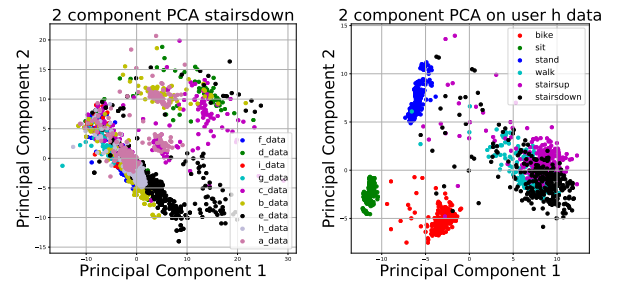 2 component PCA stairsdown
Principal Component 2
20
15
10
5
0
−5
−10
−15
−10
0
10
20
30
Principal Component 1
f_data
d_data
i_data
g_data
c_data
b_data
e_data
h_data
a_data
2 component PCA on user h data
Principal Component 2
15
10
5
0
−5
−10
−5
0
5
10
Principal Component 1
bike
sit
stand
walk
stairsup
stairsdown